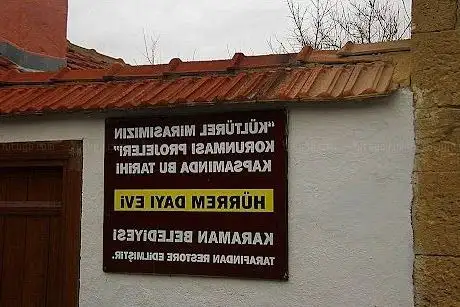 "KÜLTÜREL MİRASIMIZIN
KORUNMASI PROJELERİ"
KAPSAMINDA BU TARİHİ
HÜRREM DAYI EVİ
KARAMAN BELEDİYESİ
TARAFINDAN RESTORE EDİLMİŞTİR.